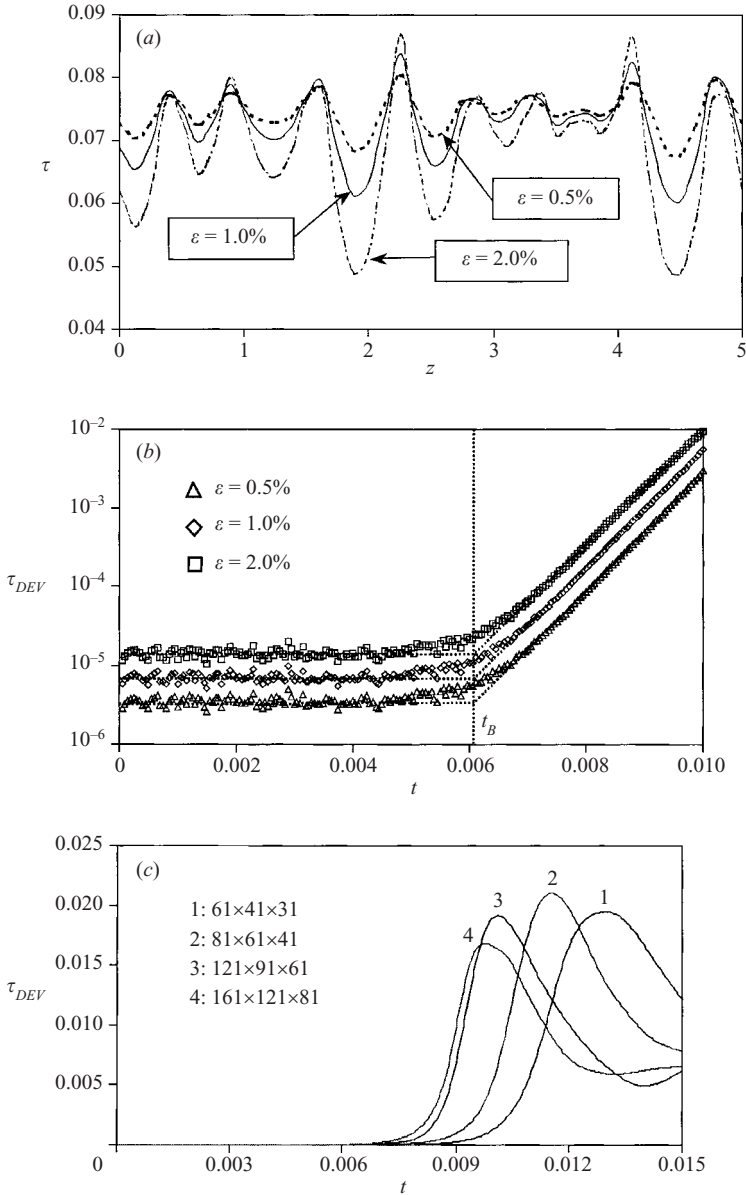 (a)
0.09
0.08
0.07
0.06
0.05
0.04
τ
ε = 1.0%
ε = 0.5%
ε = 2.0%
0 1 2 3 4 5
z
(b)
10⁻²
10⁻³
10⁻⁴
10⁻⁵
10⁻⁶
τ_DEV
ε = 0.5%
ε = 1.0%
ε = 2.0%
t_B
0 0.002 0.004 0.006 0.008 0.010
t
(c)
0.025
0.020
0.015
0.010
0.005
τ_DEV
1: 61×41×31
2: 81×61×41
3: 121×91×61
4: 161×121×81
4 3 2 1
0 0.003 0.006 0.009 0.012 0.015
t